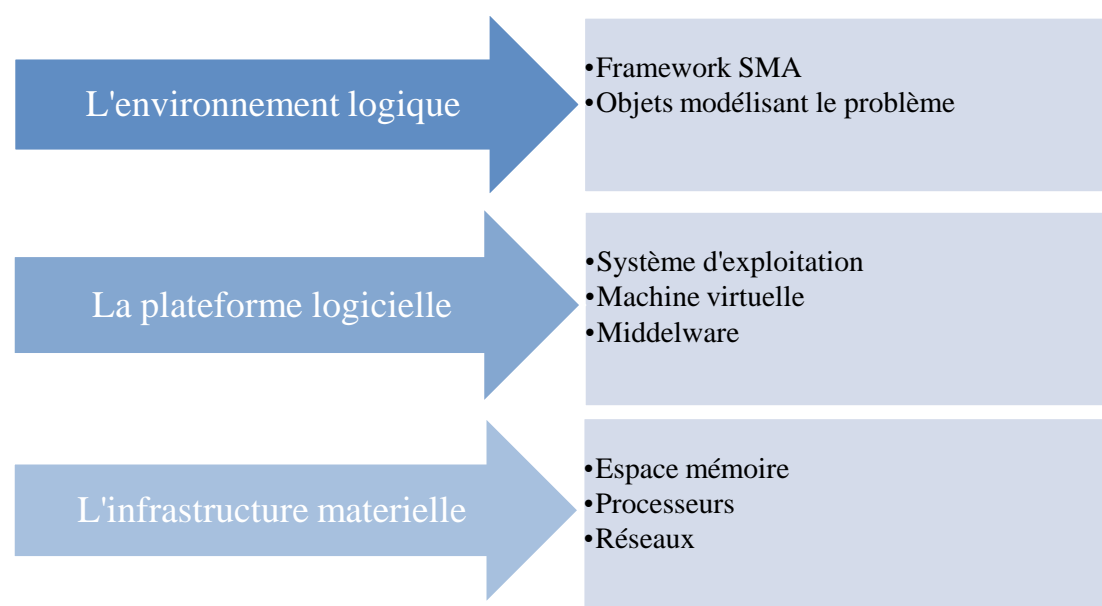 L'environnement logique
•Framework SMA
•Objets modélisant le problème
La plateforme logicielle
•Système d'exploitation
•Machine virtuelle
•Middelware
L'infrastructure materielle
•Espace mémoire
•Processeurs
•Réseaux